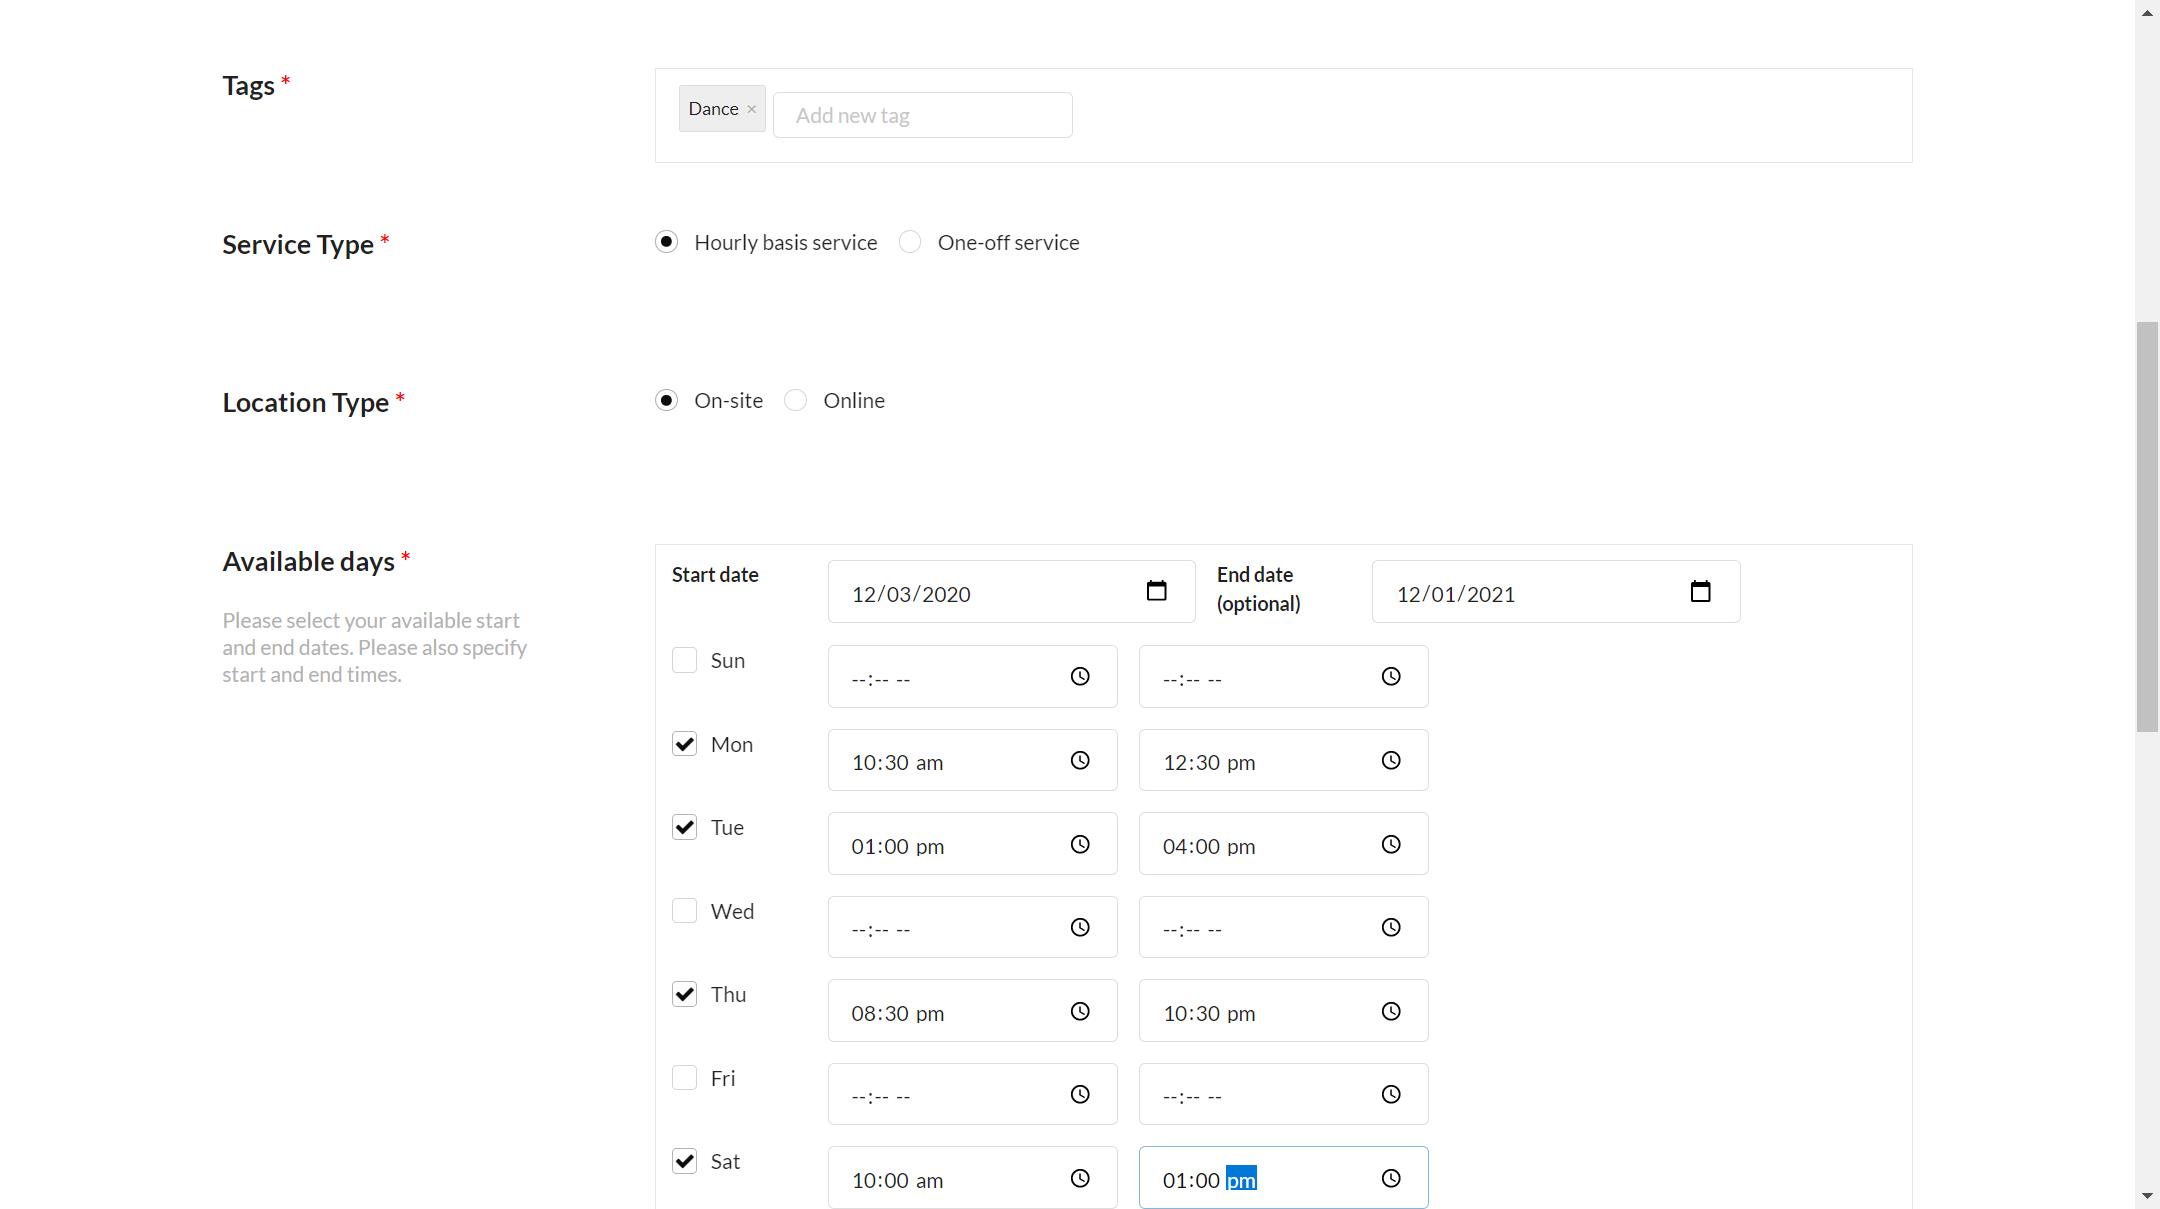 Tags *
Dance ×
Add new tag
Service Type *
Hourly basis service
One-off service
Location Type *
On-site
Online
Available days *
Please select your available start
and end dates. Please also specify
start and end times.
Start date
12/03/2020
End date
(optional)
12/01/2021
Sun
--:-- --
--:-- --
Mon
10:30 am
12:30 pm
Tue
01:00 pm
04:00 pm
Wed
--:-- --
--:-- --
Thu
08:30 pm
10:30 pm
Fri
--:-- --
--:-- --
Sat
10:00 am
01:00 pm